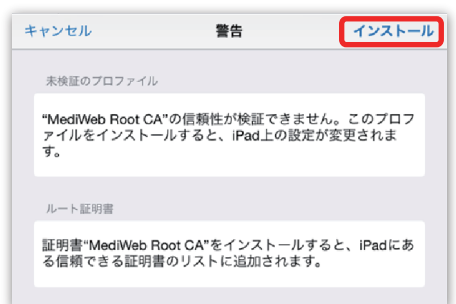 キャンセル 警告 インストール
未検証のプロファイル
“MediWeb Root CA”の信頼性が検証できません。このプロフ
ァイルをインストールすると、iPad上の設定が変更されま
す。
ルート証明書
証明書“MediWeb Root CA”をインストールすると、iPadにあ
る信頼できる証明書のリストに追加されます。